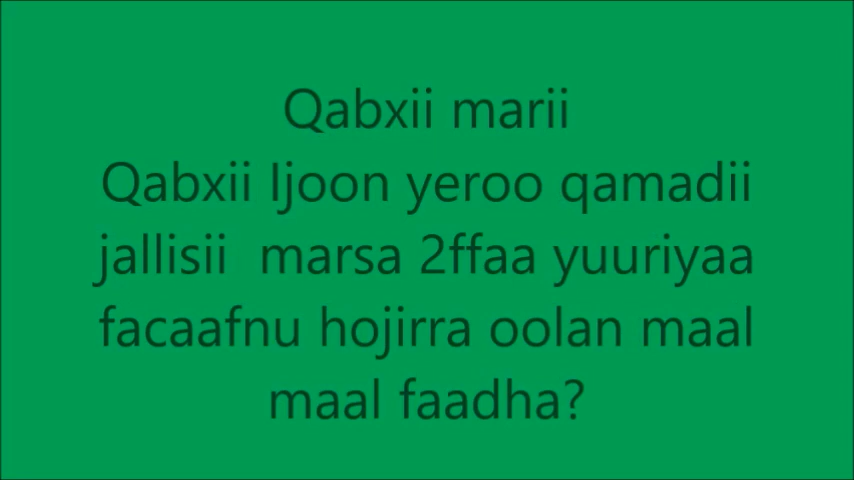 Qabxii marii
Qabxii Ijoon yeroo qamadii
jallisii marsa 2ffaa yuuriyaa
facaafnu hojirra oolan maal
maal faadha?